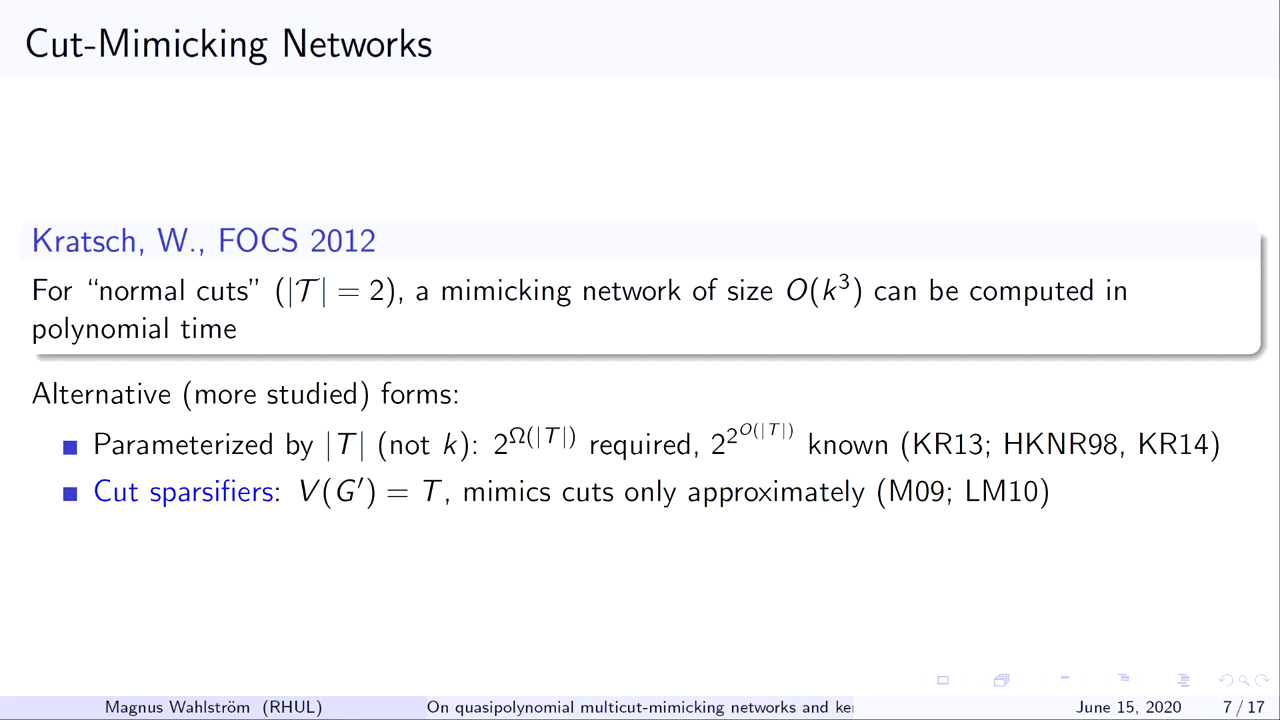 Cut-Mimicking Networks
Kratsch, W., FOCS 2012
For “normal cuts” (|𝒯| = 2), a mimicking network of size O(k³) can be computed in
polynomial time
Alternative (more studied) forms:
Parameterized by |T| (not k): 2^{Ω(|T|)} required, 2^{2^{O(|T|)}} known (KR13; HKNR98, KR14)
Cut sparsifiers: V(G′) = T, mimics cuts only approximately (M09; LM10)
Magnus Wahlström (RHUL) On quasipolynomial multicut-mimicking networks and ke June 15, 2020 7 / 17